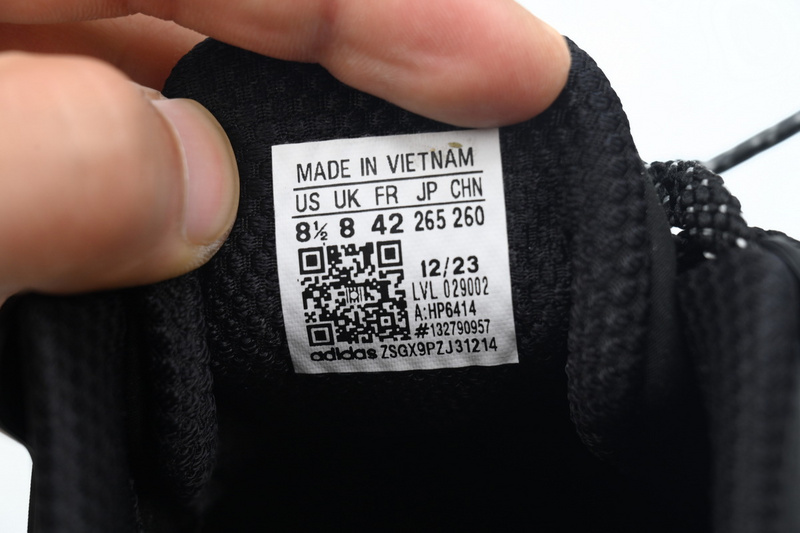 MADE IN VIETNAM
US UK FR JP CHN
8½ 8 42 265 260
12/23
LVL 029002
A:HP6414
#132790957
adidas ZSGX9PZJ31214